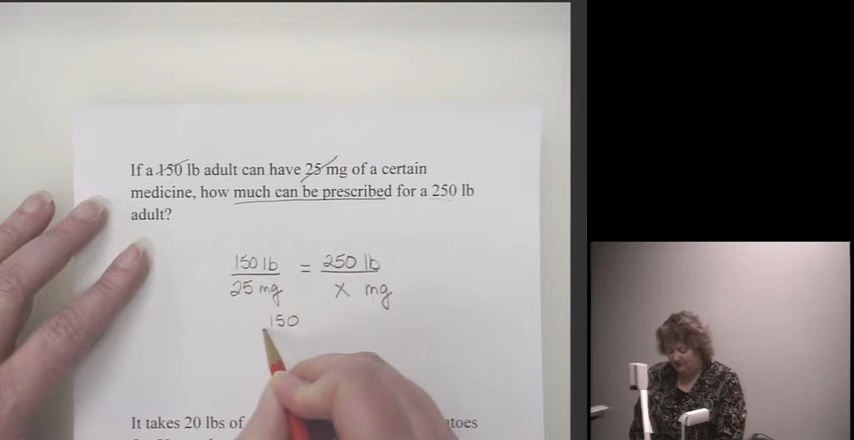 If a 150 lb adult can have 25 mg of a certain
medicine, how much can be prescribed for a 250 lb
adult?
150 lb = 250 lb
25 mg x mg
150
It takes 20 lbs of